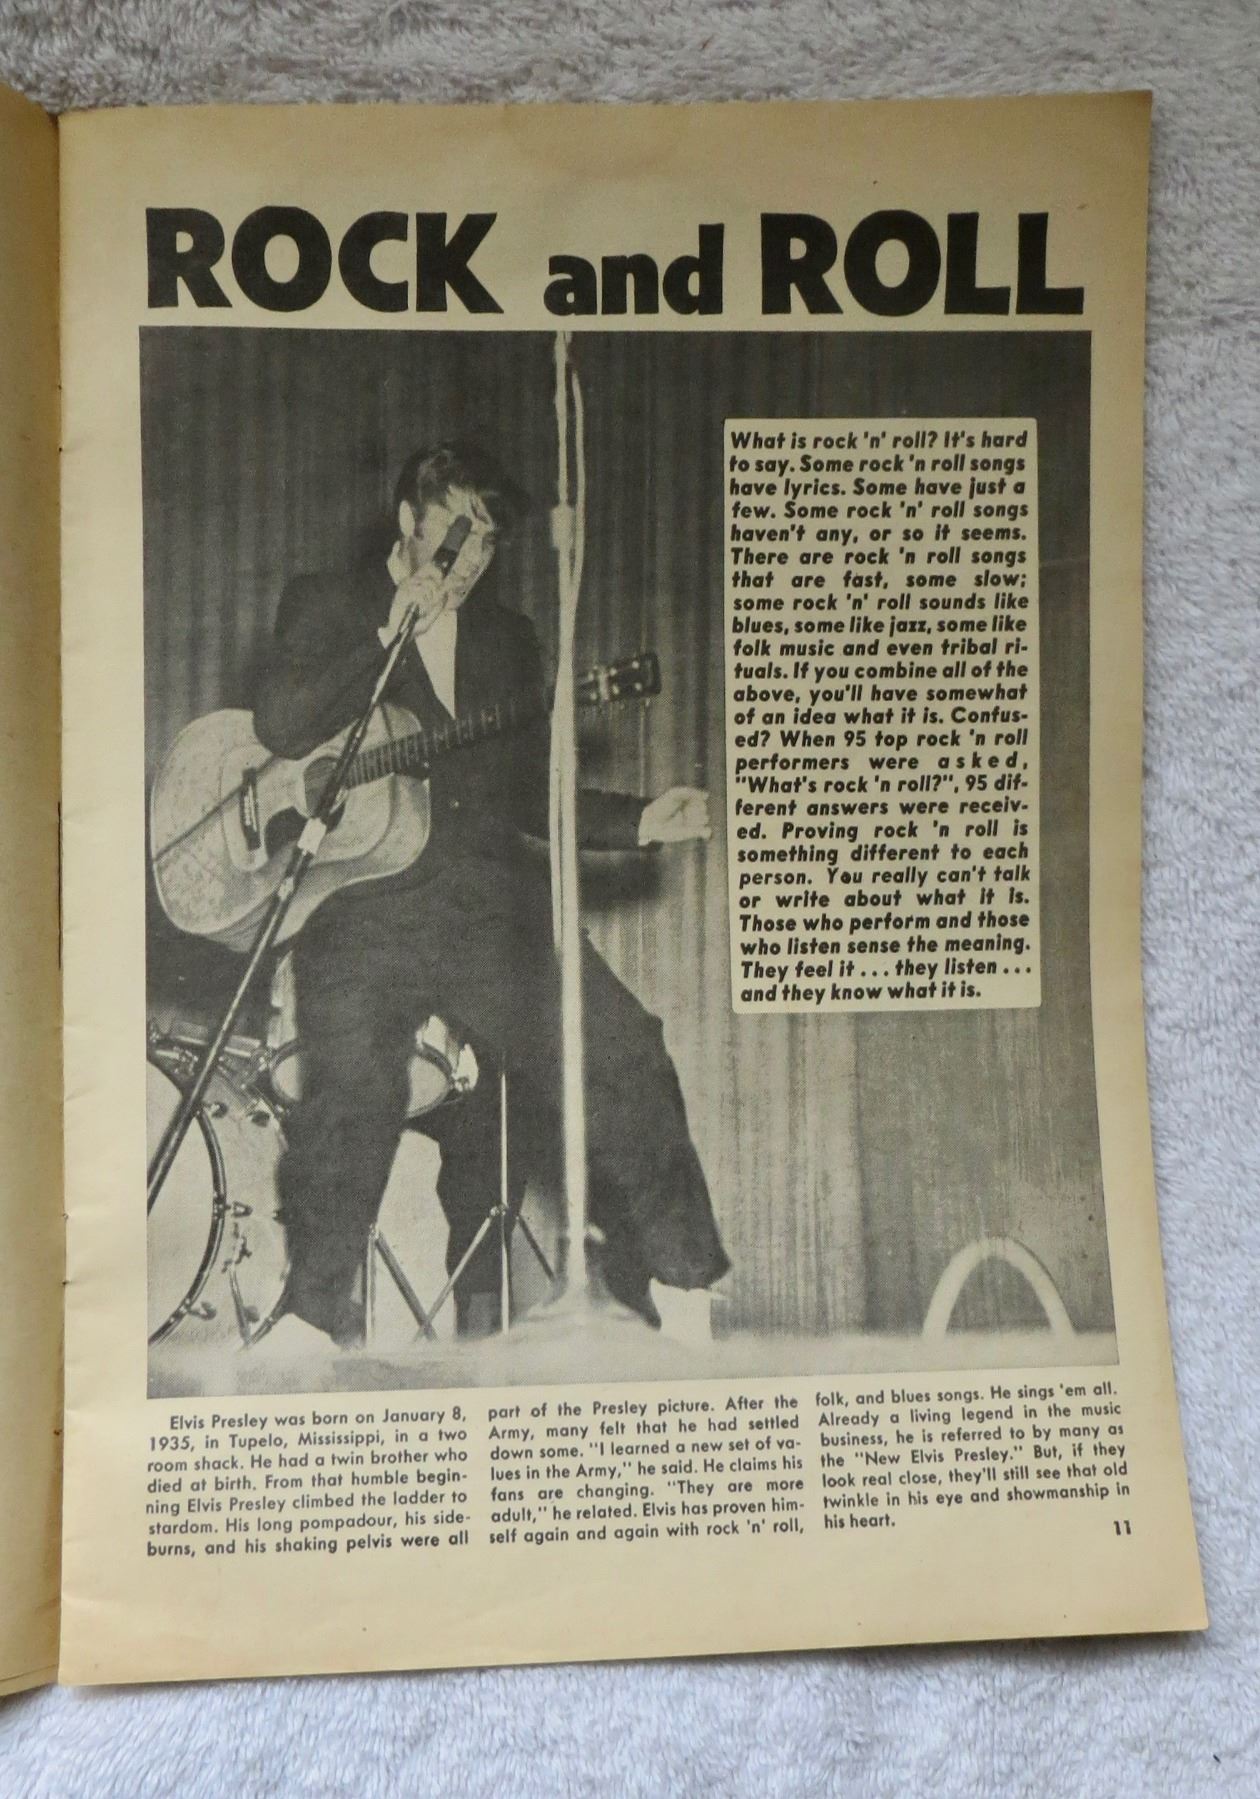 ROCK and ROLL
What is rock 'n' roll? It's hard
to say. Some rock 'n roll songs
have lyrics. Some have just a
few. Some rock 'n' roll songs
haven't any, or so it seems.
There are rock 'n roll songs
that are fast, some slow;
some rock 'n' roll sounds like
blues, some like jazz, some like
folk music and even tribal ri-
tuals. If you combine all of the
above, you'll have somewhat
of an idea what it is. Confus-
ed? When 95 top rock 'n roll
performers were asked,
"What's rock 'n roll?", 95 dif-
ferent answers were receiv-
ed. Proving rock 'n roll is
something different to each
person. You really can't talk
or write about what it is.
Those who perform and those
who listen sense the meaning.
They feel it . . . they listen . . .
and they know what it is.
Elvis Presley was born on January 8,
1935, in Tupelo, Mississippi, in a two
room shack. He had a twin brother who
died at birth. From that humble begin-
ning Elvis Presley climbed the ladder to
stardom. His long pompadour, his side-
burns, and his shaking pelvis were all
part of the Presley picture. After the
Army, many felt that he had settled
down some. "I learned a new set of va-
lues in the Army," he said. He claims his
fans are changing. "They are more
adult," he related. Elvis has proven him-
self again and again with rock 'n' roll,
folk, and blues songs. He sings 'em all.
Already a living legend in the music
business, he is referred to by many as
the "New Elvis Presley." But, if they
look real close, they'll still see that old
twinkle in his eye and showmanship in
his heart.
11